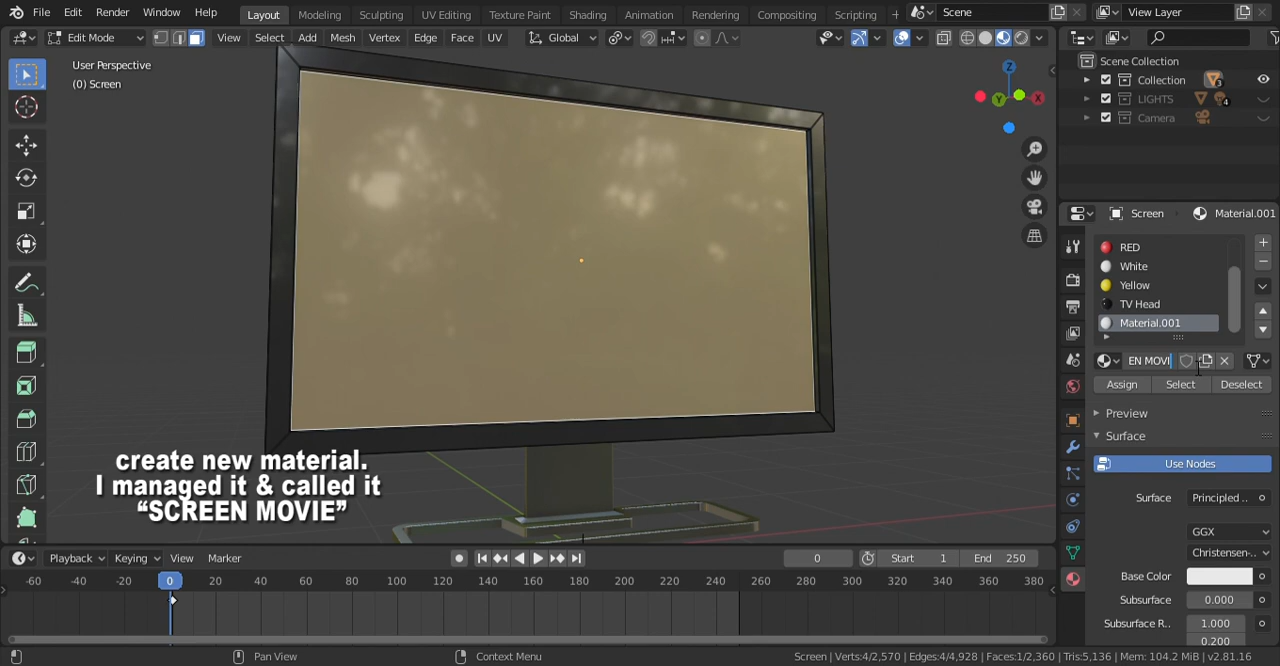 File Edit Render Window Help
Layout Modeling Sculpting UV Editing Texture Paint Shading Animation Rendering Compositing Scripting +
Scene View Layer
Edit Mode View Select Add Mesh Vertex Edge Face UV Global
User Perspective
(0) Screen
Z
Y
X
Scene Collection
Collection 3
LIGHTS 4
Camera
Screen Material.001
RED
White
Yellow
TV Head
Material.001
EN MOVI
Assign Select Deselect
Preview
Surface
Use Nodes
Surface Principled ..
GGX
Christensen-..
Base Color
Subsurface 0.000
Subsurface R.. 1.000
0.200
create new material.
I managed it & called it
“SCREEN MOVIE”
Playback Keying View Marker 0 Start 1 End 250
-60 -40 -20 0 20 40 60 80 100 120 140 160 180 200 220 240 260 280 300 320 340 360 380
Pan View Context Menu Screen | Verts:4/2,570 | Edges:4/4,928 | Faces:1/2,360 | Tris:5,136 | Mem: 104.2 MiB | v2.81.16